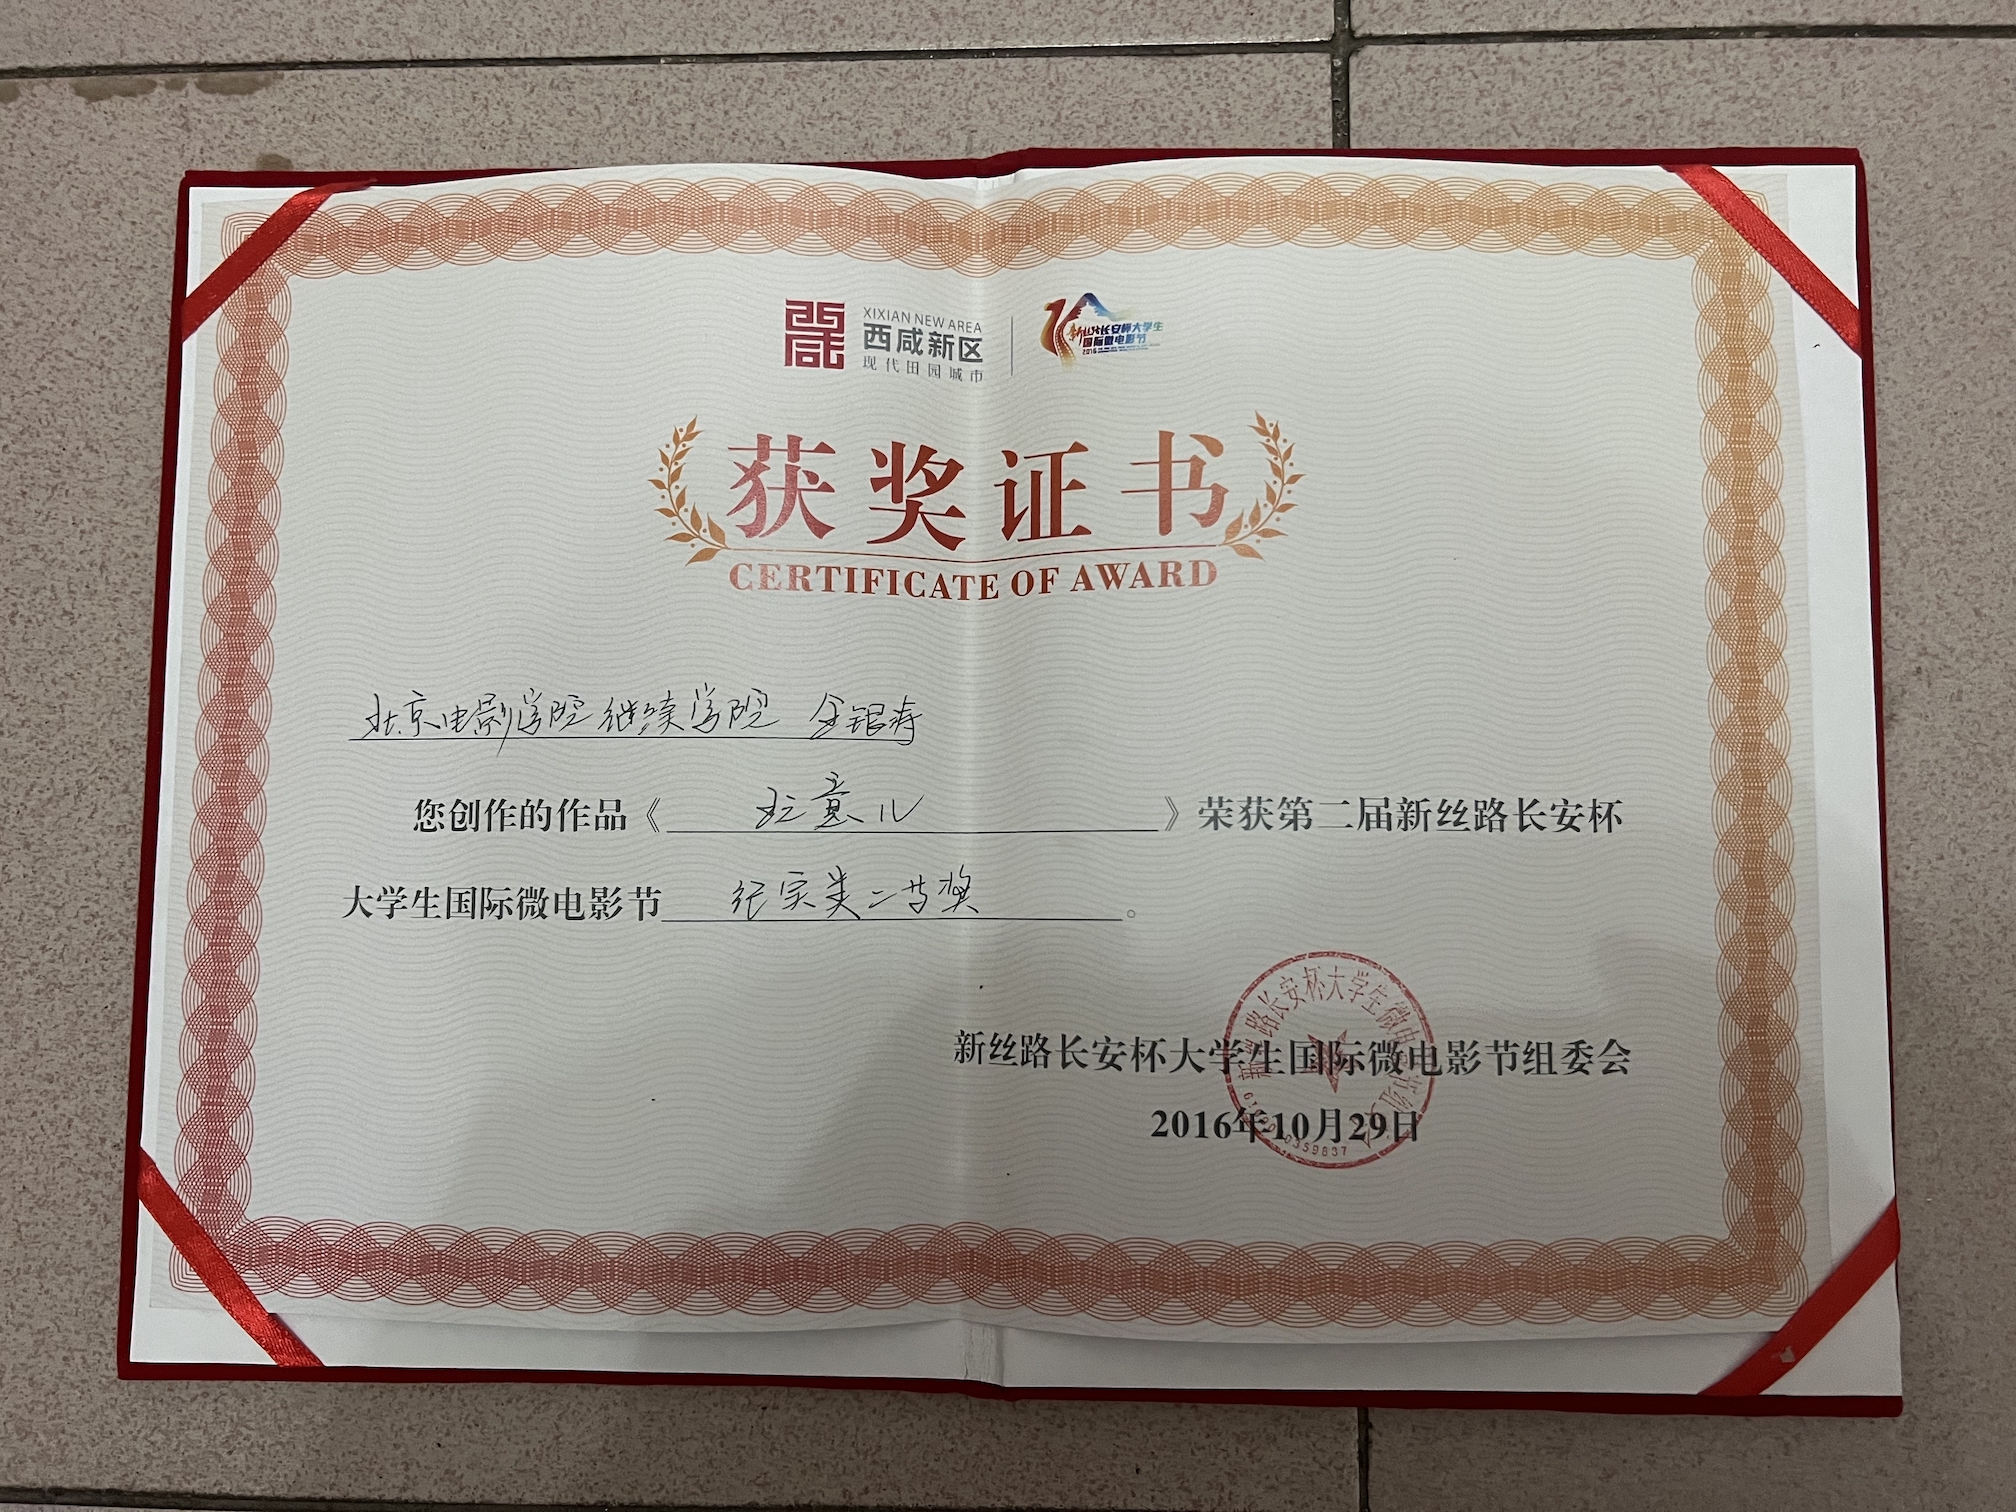 XIXIAN NEW AREA
西咸新区
现代田园城市
新丝路长安杯大学生
国际微电影节
获奖证书
CERTIFICATE OF AWARD
北京电影学院继续学院 金银海
您创作的作品《 玩意儿 》荣获第二届新丝路长安杯
大学生国际微电影节 纪实类二等奖 。
新丝路长安杯大学生国际微电影节组委会
2016年10月29日